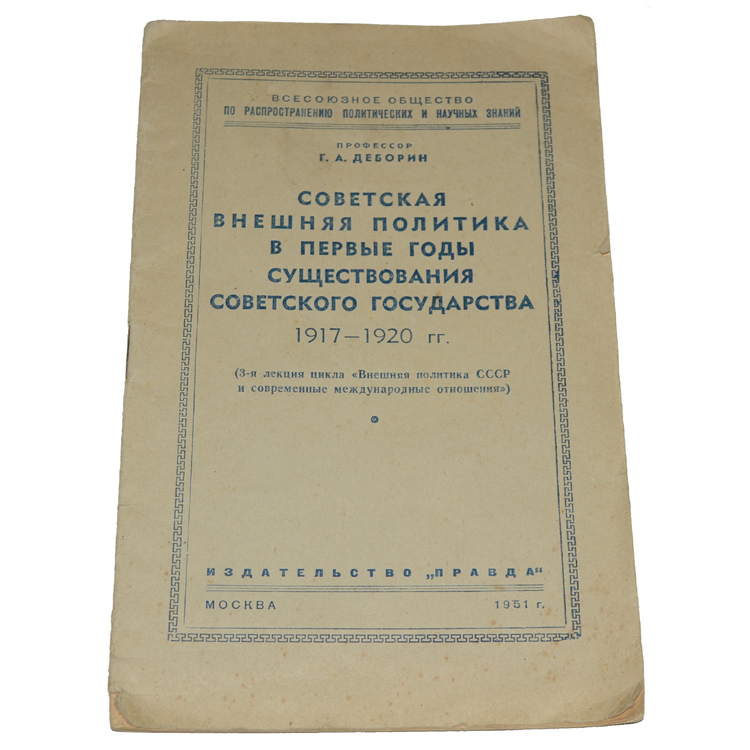 ВСЕСОЮЗНОЕ ОБЩЕСТВО
ПО РАСПРОСТРАНЕНИЮ ПОЛИТИЧЕСКИХ И НАУЧНЫХ ЗНАНИЙ
ПРОФЕССОР
Г. А. ДЕБОРИН
СОВЕТСКАЯ
ВНЕШНЯЯ ПОЛИТИКА
В ПЕРВЫЕ ГОДЫ
СУЩЕСТВОВАНИЯ
СОВЕТСКОГО ГОСУДАРСТВА
1917—1920 гг.
(3-я лекция цикла «Внешняя политика СССР
и современные международные отношения»)
ИЗДАТЕЛЬСТВО „ПРАВДА“
МОСКВА 1951 г.